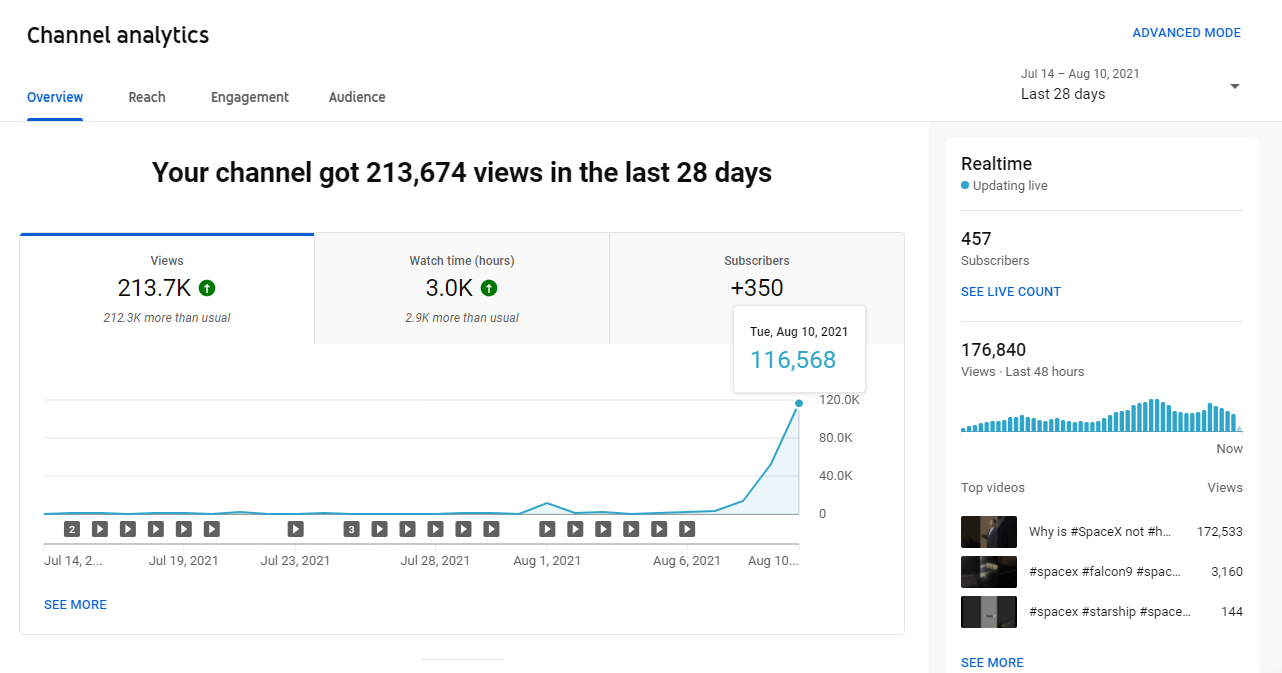 Channel analytics
ADVANCED MODE
Overview
Reach
Engagement
Audience
Jul 14 – Aug 10, 2021
Last 28 days
Your channel got 213,674 views in the last 28 days
Views
213.7K
212.3K more than usual
Watch time (hours)
3.0K
2.9K more than usual
Subscribers
+350
Tue, Aug 10, 2021
116,568
120.0K
80.0K
40.0K
0
2
3
Jul 14, 2...
Jul 19, 2021
Jul 23, 2021
Jul 28, 2021
Aug 1, 2021
Aug 6, 2021
Aug 10...
SEE MORE
Realtime
Updating live
457
Subscribers
SEE LIVE COUNT
176,840
Views · Last 48 hours
Now
Top videos Views
Why is #SpaceX not #h... 172,533
#spacex #falcon9 #spac... 3,160
#spacex #starship #space... 144
SEE MORE